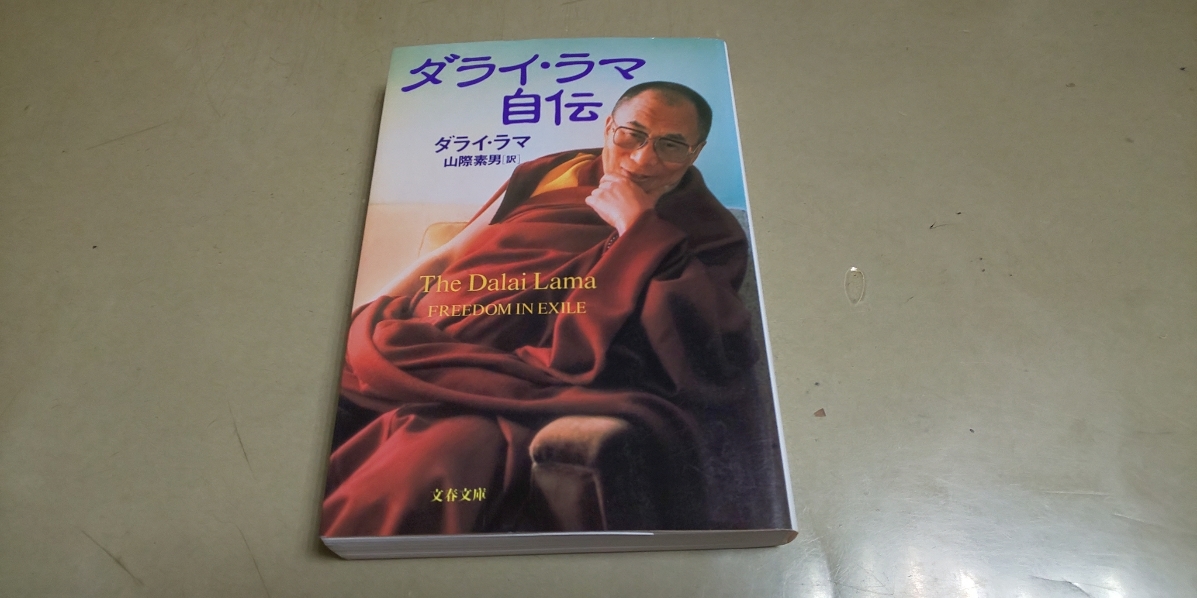 ダライ・ラマ
自伝
ダライ・ラマ
山際素男[訳]
The Dalai Lama
FREEDOM IN EXILE
文春文庫